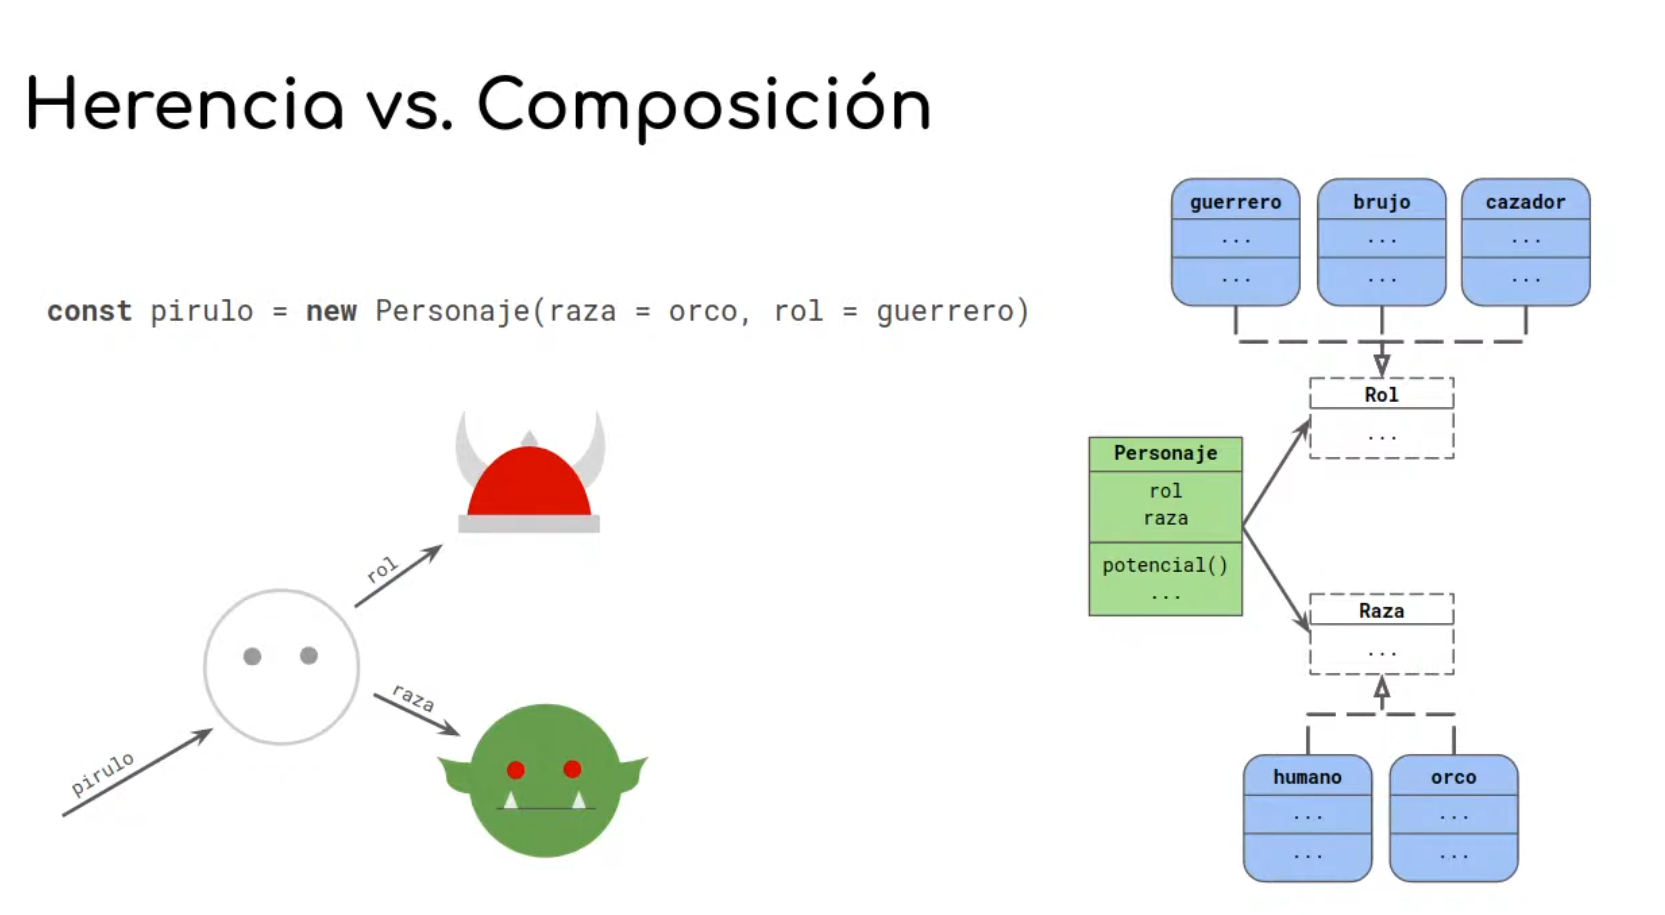 Herencia vs. Composición
const pirulo = new Personaje(raza = orco, rol = guerrero)
rol
raza
pirulo
guerrero
...
...
brujo
...
...
cazador
...
...
Rol
...
Personaje
rol
raza
potencial()
...
Raza
...
humano
...
...
orco
...
...